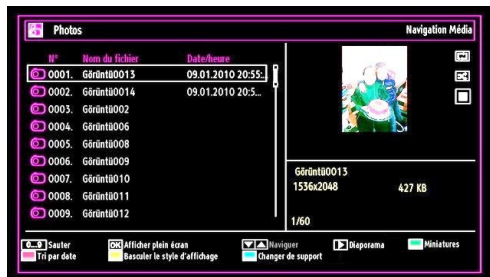 Photos
Navigation Média
N° Nom du fichier Date/heure
0001. Görüntü0013 09.01.2010 20:55:..
0002. Görüntü0014 09.01.2010 20:5...
0003. Görüntü002
0004. Görüntü006
0005. Görüntü008
0006. Görüntü009
0007. Görüntü010
0008. Görüntü011
0009. Görüntü012
Görüntü0013
1536x2048 427 KB
1/60
0...9 Sauter OK Afficher plein écran Naviguer Diaporama Miniatures
Tri par date Basculer le style d'affichage Changer de support